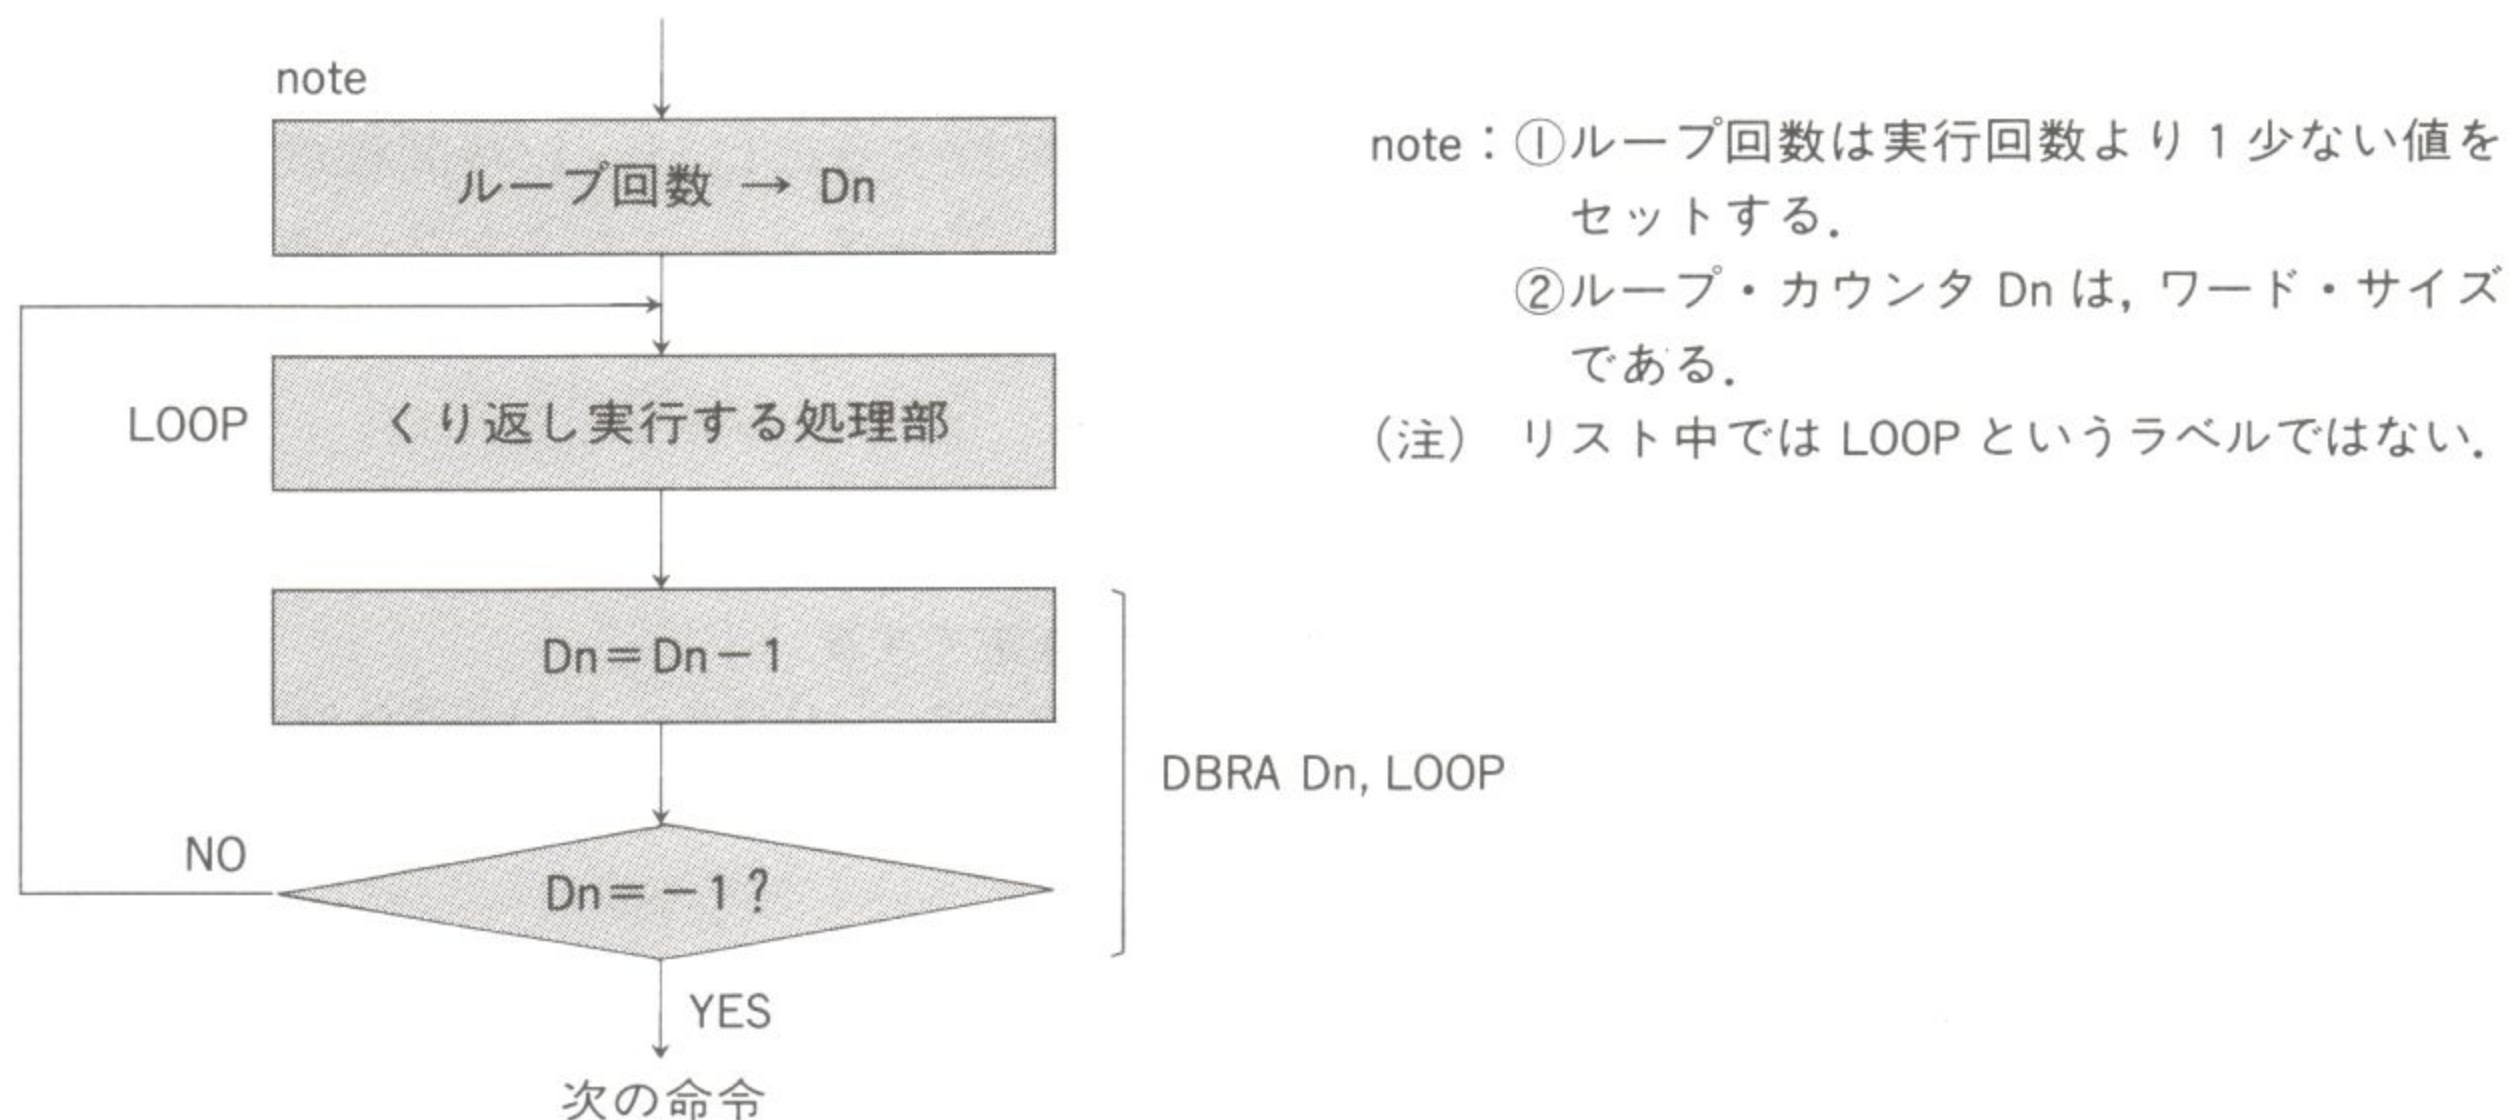 note
ループ回数 → Dn
LOOP
くり返し実行する処理部
Dn=Dn−1
DBRA Dn, LOOP
NO
Dn=−1?
YES
次の命令
note：①ループ回数は実行回数より1少ない値を
セットする．
②ループ・カウンタ Dn は，ワード・サイズ
である．
（注） リスト中では LOOP というラベルではない．